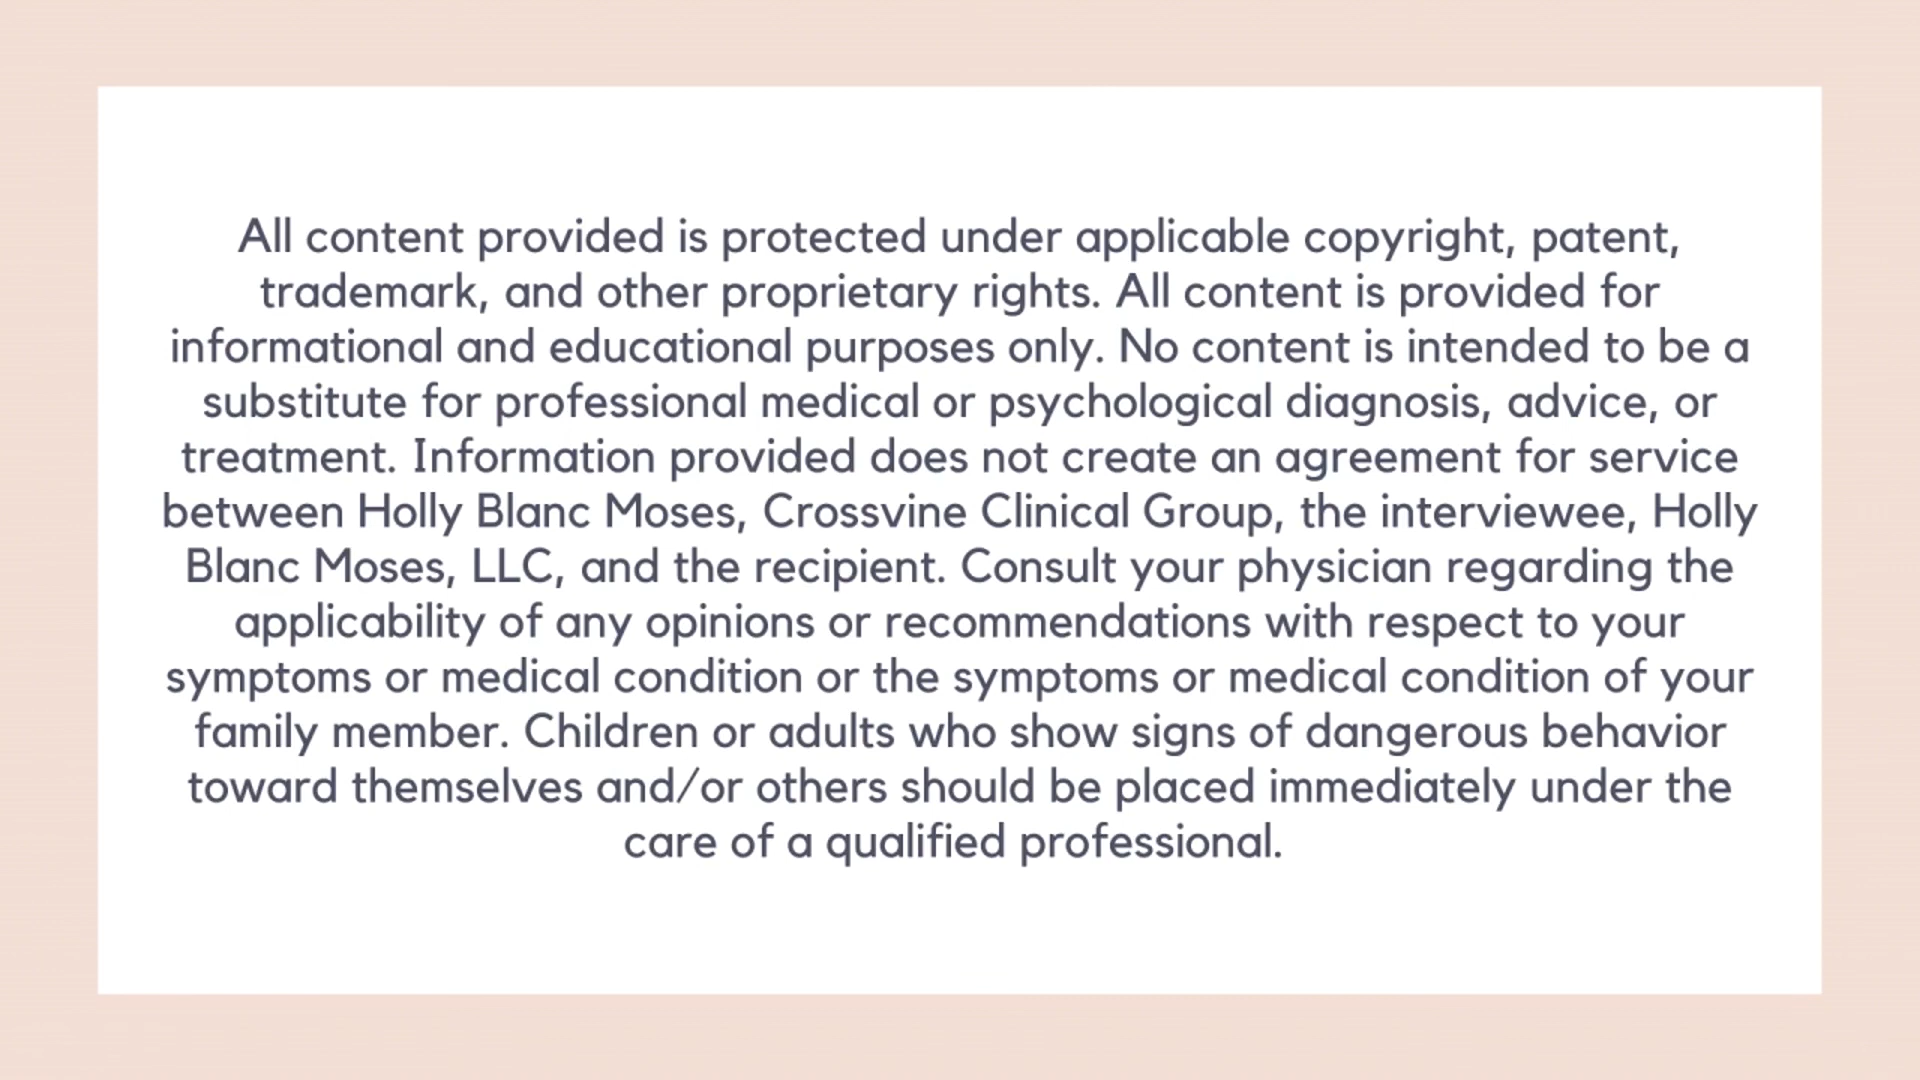 All content provided is protected under applicable copyright, patent,
trademark, and other proprietary rights. All content is provided for
informational and educational purposes only. No content is intended to be a
substitute for professional medical or psychological diagnosis, advice, or
treatment. Information provided does not create an agreement for service
between Holly Blanc Moses, Crossvine Clinical Group, the interviewee, Holly
Blanc Moses, LLC, and the recipient. Consult your physician regarding the
applicability of any opinions or recommendations with respect to your
symptoms or medical condition or the symptoms or medical condition of your
family member. Children or adults who show signs of dangerous behavior
toward themselves and/or others should be placed immediately under the
care of a qualified professional.